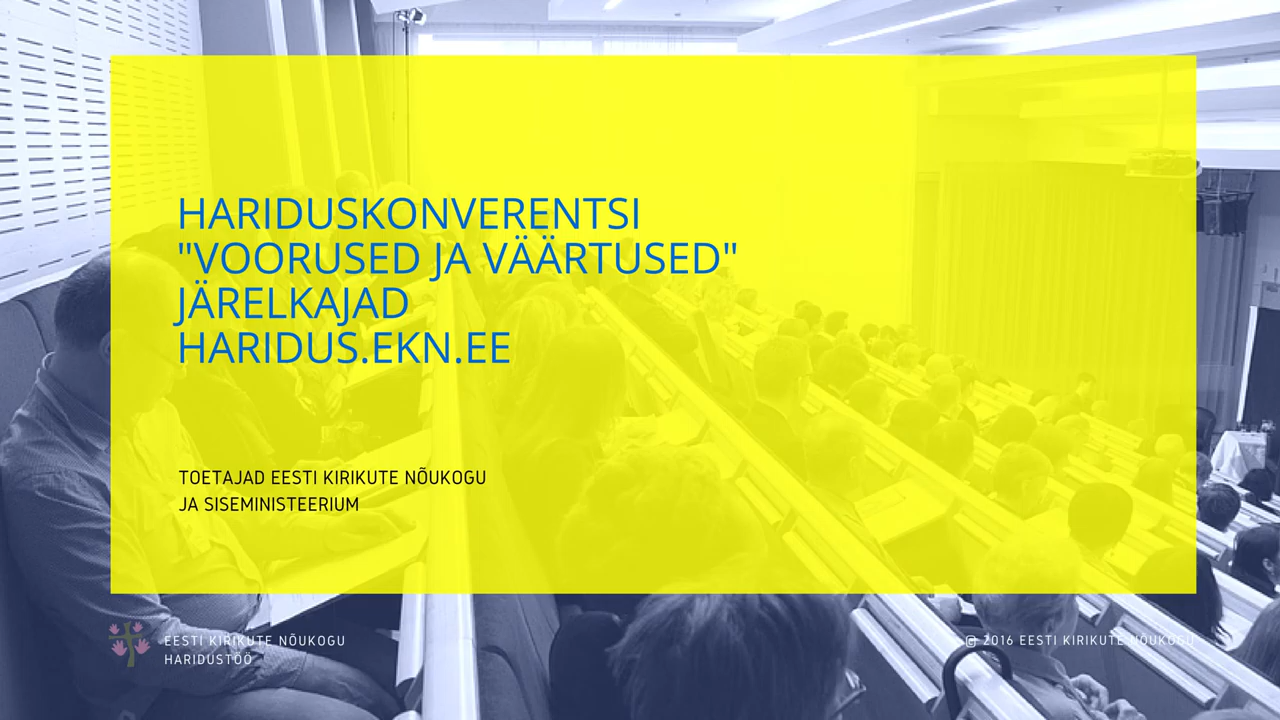 HARIDUSKONVERENTSI
"VOORUSED JA VÄÄRTUSED"
JÄRELKAJAD
HARIDUS.EKN.EE
TOETAJAD EESTI KIRIKUTE NÕUKOGU
JA SISEMINISTEERIUM
EESTI KIRIKUTE NÕUKOGU
HARIDUSTÖÖ
@ 2016 EESTI KIRIKUTE NÕUKOGU